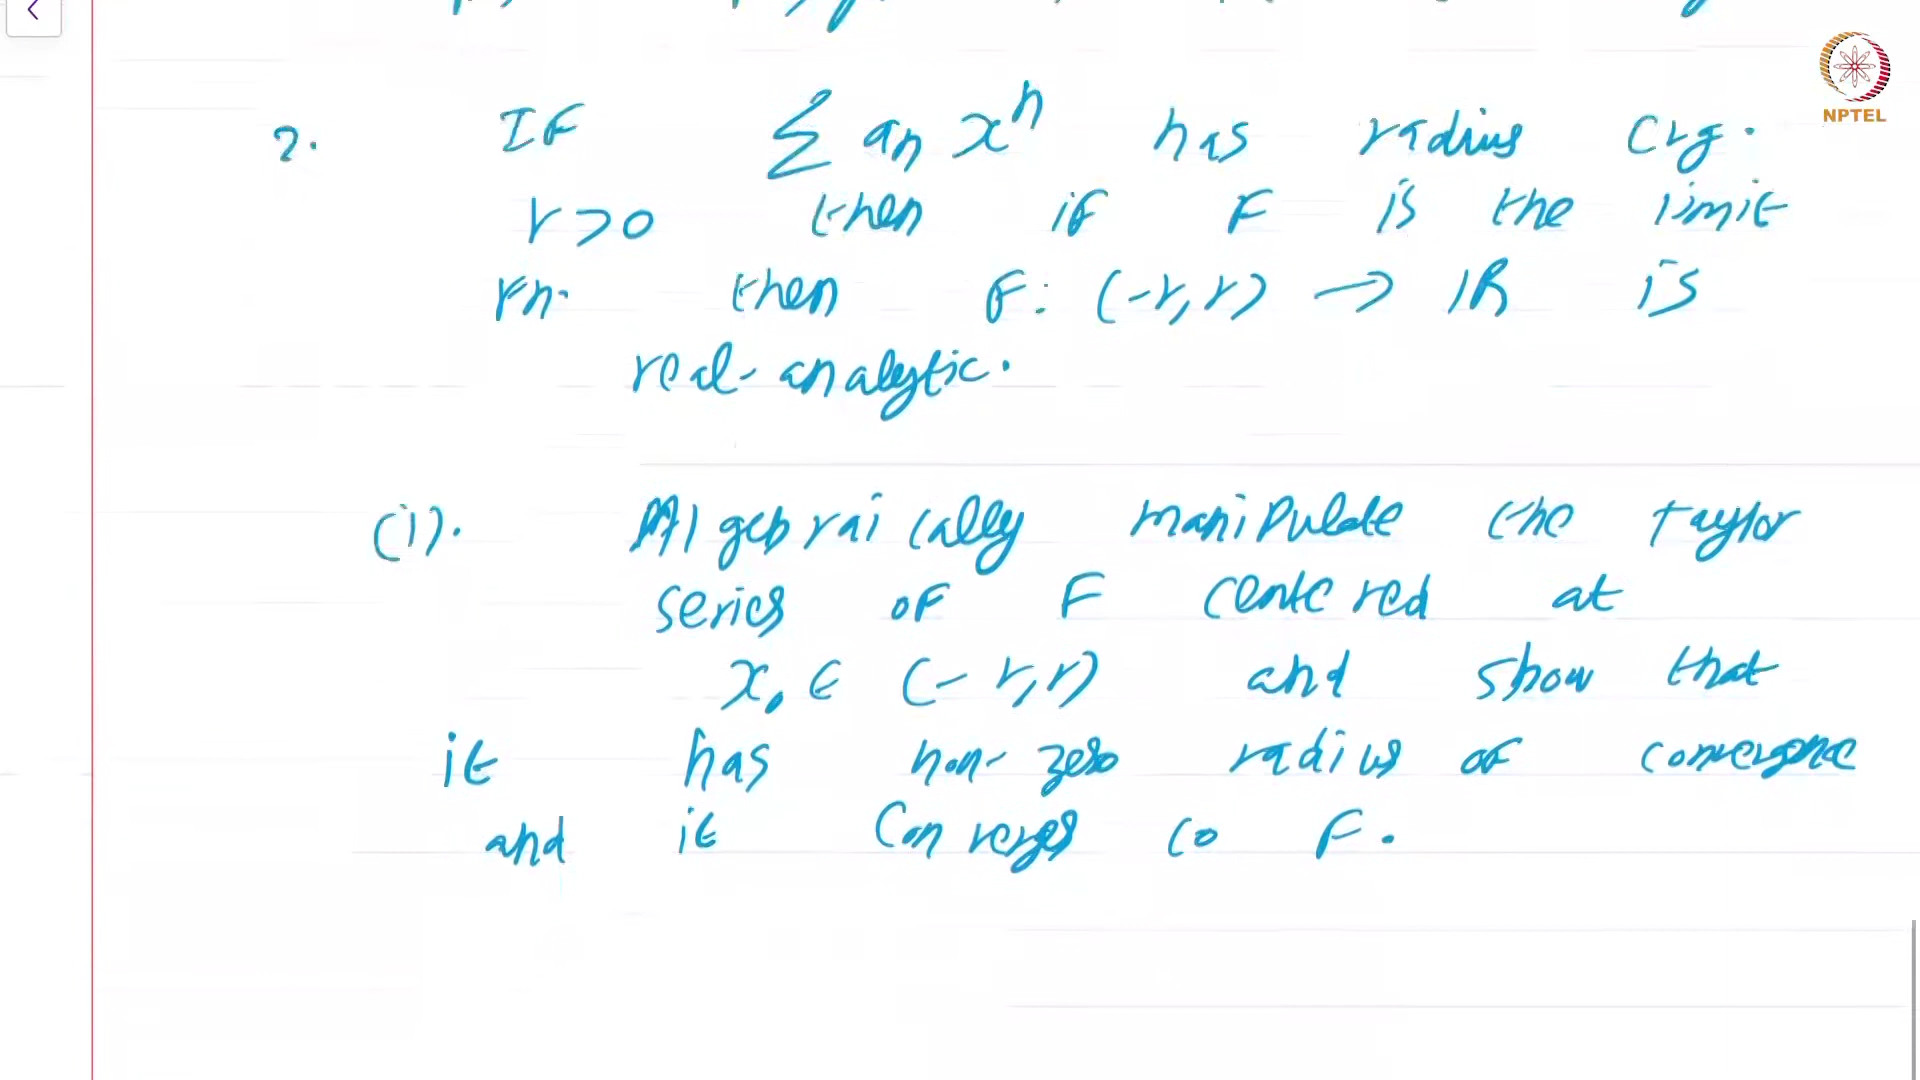 NPTEL
2. If ∑ aₙ xⁿ has radius crg.
r > 0 then if F is the limit
fn. then F: (-r, r) → ℝ is
real-analytic.
(i). Algebraically manipulate the Taylor
series of F centered at
x₀ ∈ (-r, r) and show that
it has non-zero radius of convergence
and it converges to F.